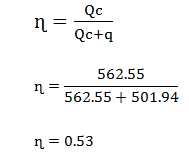 η = Qc / Qc+q
η = 562.55 / 562.55 + 501.94
η = 0.53